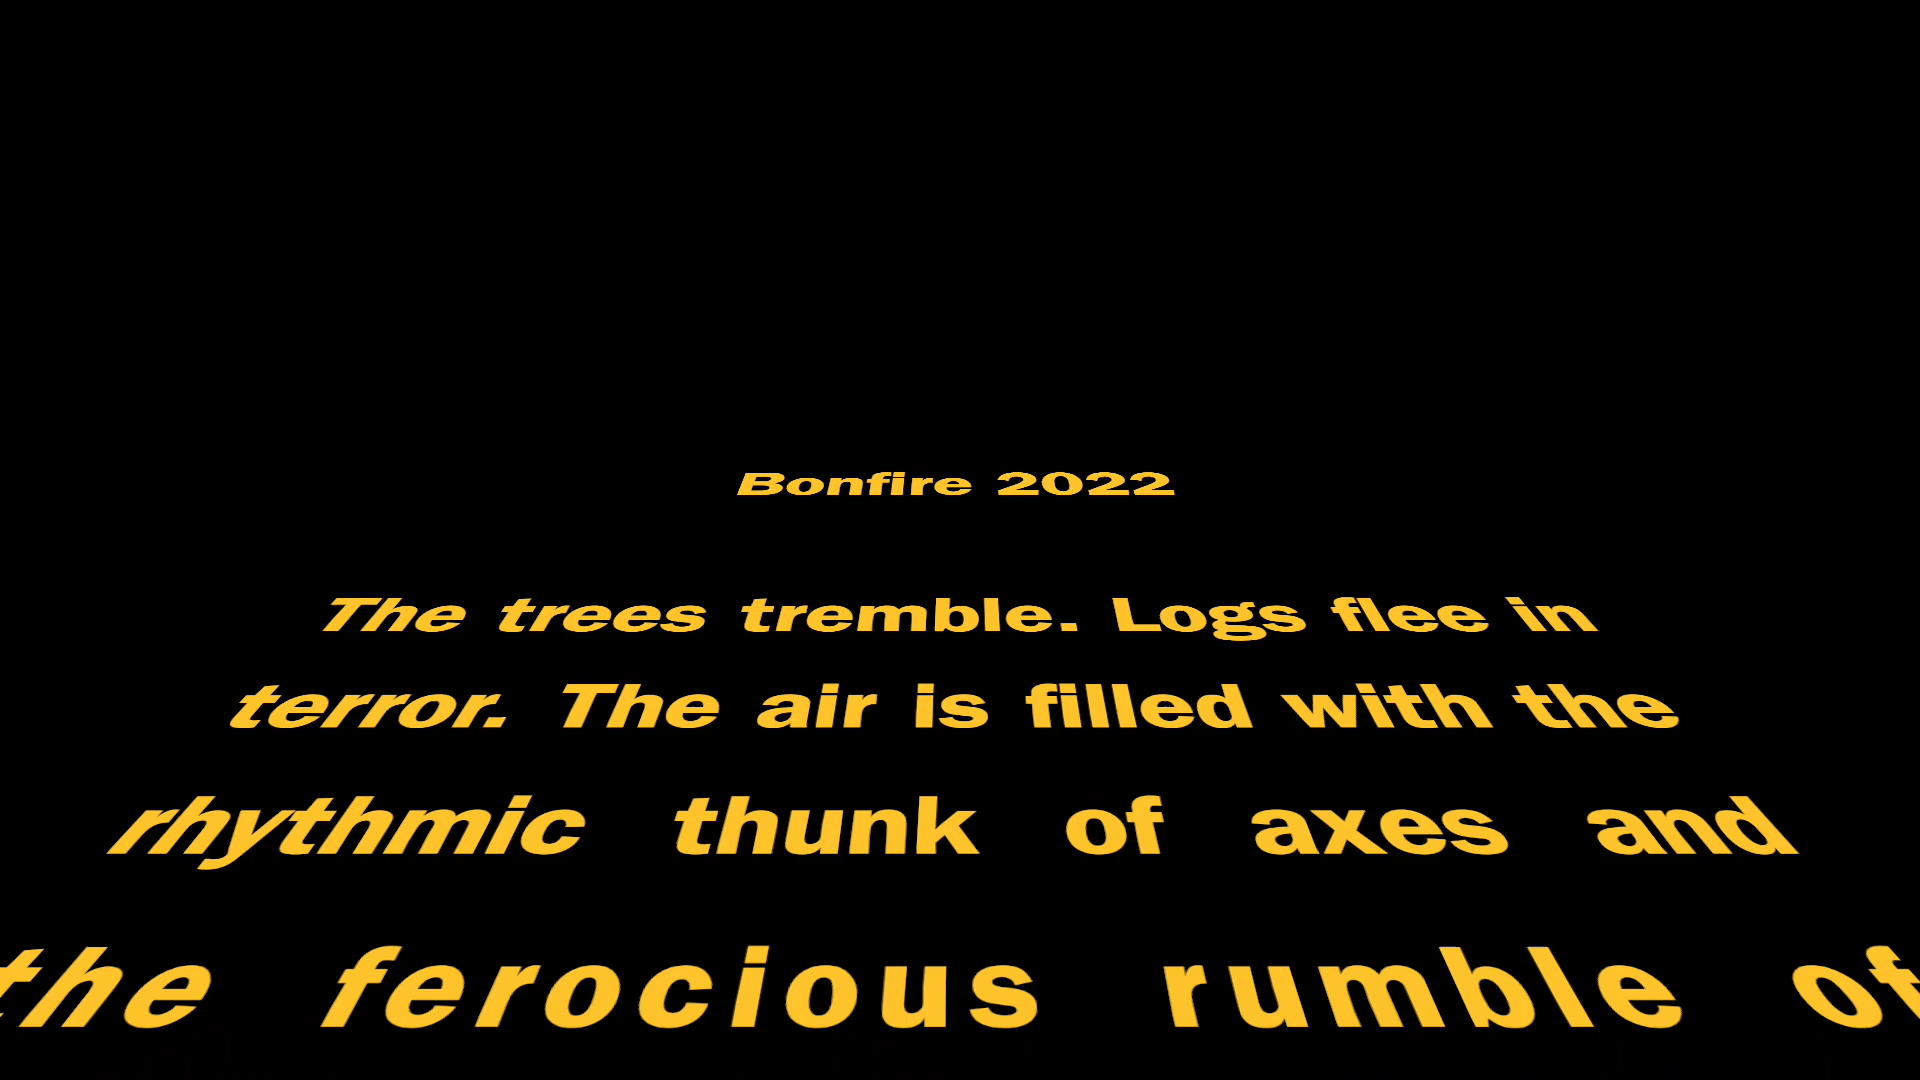 Bonfire 2022
The trees tremble. Logs flee in
terror. The air is filled with the
rhythmic thunk of axes and
the ferocious rumble of